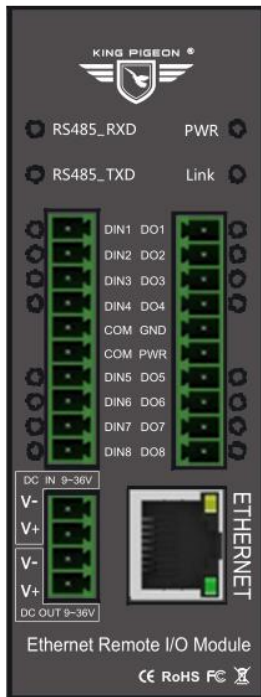 KING PIGEON ®
RS485_RXD PWR
RS485_TXD Link
DIN1 DO1
DIN2 DO2
DIN3 DO3
DIN4 DO4
COM GND
COM PWR
DIN5 DO5
DIN6 DO6
DIN7 DO7
DIN8 DO8
DC IN 9~36V
V-
V+
V-
V+
DC OUT 9~36V
ETHERNET
Ethernet Remote I/O Module
CE RoHS FC